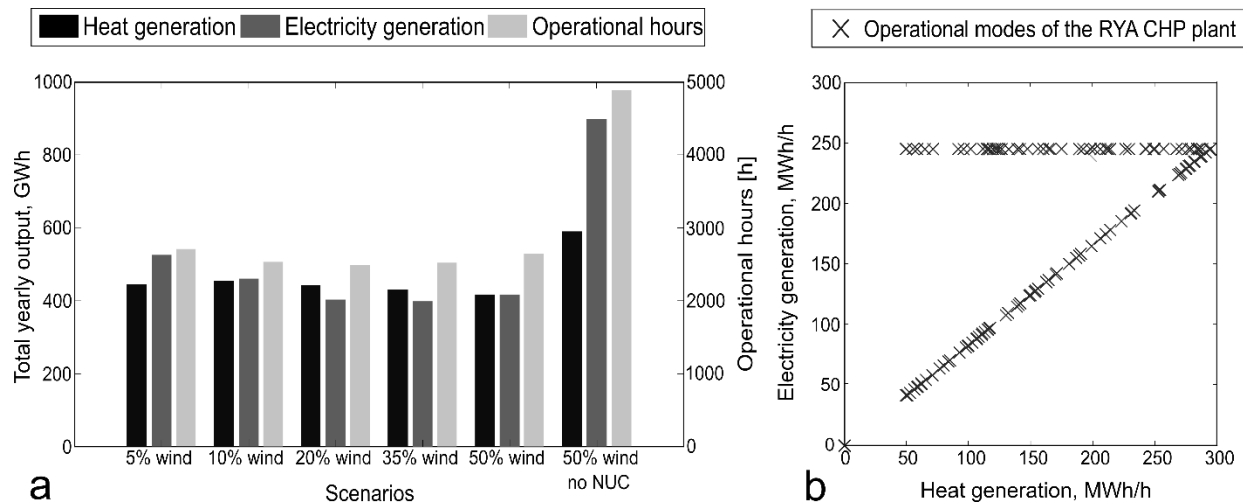 Heat generation Electricity generation Operational hours
Total yearly output, GWh
1000
800
600
400
200
0
5000
4000
3000
2000
1000
0
Operational hours [h]
5% wind 10% wind 20% wind 35% wind 50% wind 50% wind
no NUC
Scenarios
a
Operational modes of the RYA CHP plant
Electricity generation, MWh/h
300
250
200
150
100
50
0
0 50 100 150 200 250 300
Heat generation, MWh/h
b